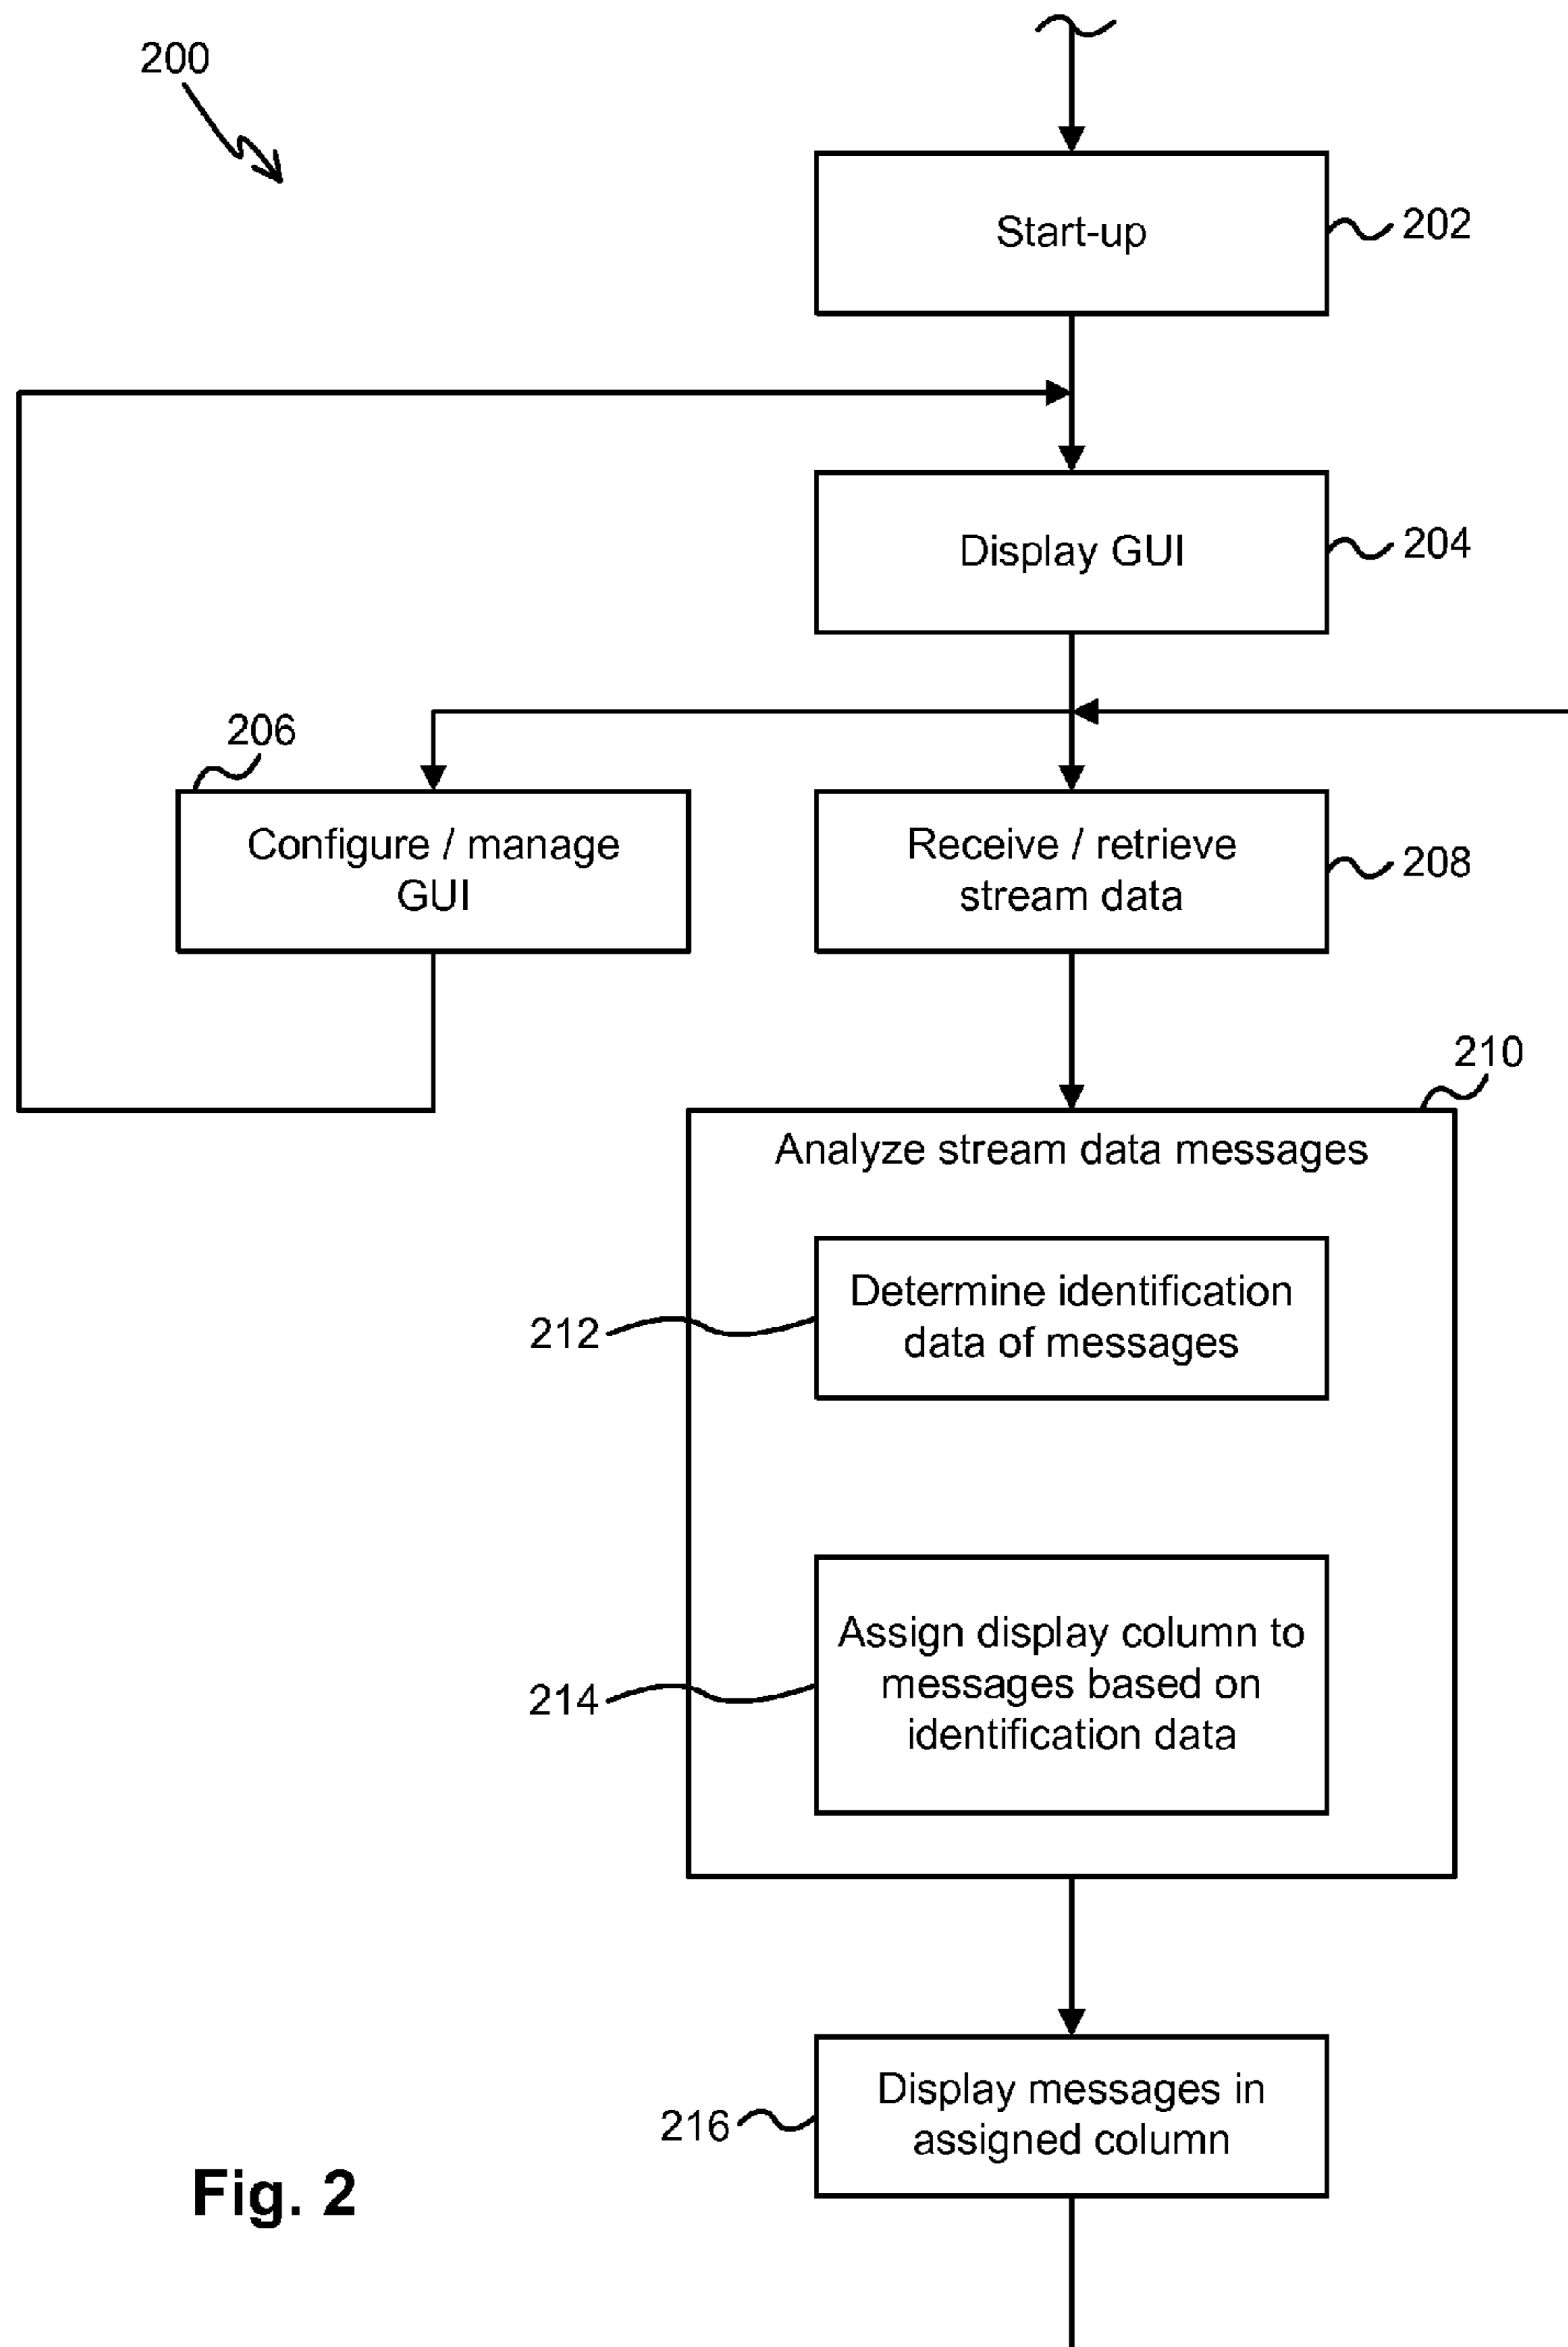 200
Start-up
202
Display GUI
204
206
Configure / manage
GUI
Receive / retrieve
stream data
208
210
Analyze stream data messages
Determine identification
data of messages
212
Assign display column to
messages based on
identification data
214
Display messages in
assigned column
216
Fig. 2